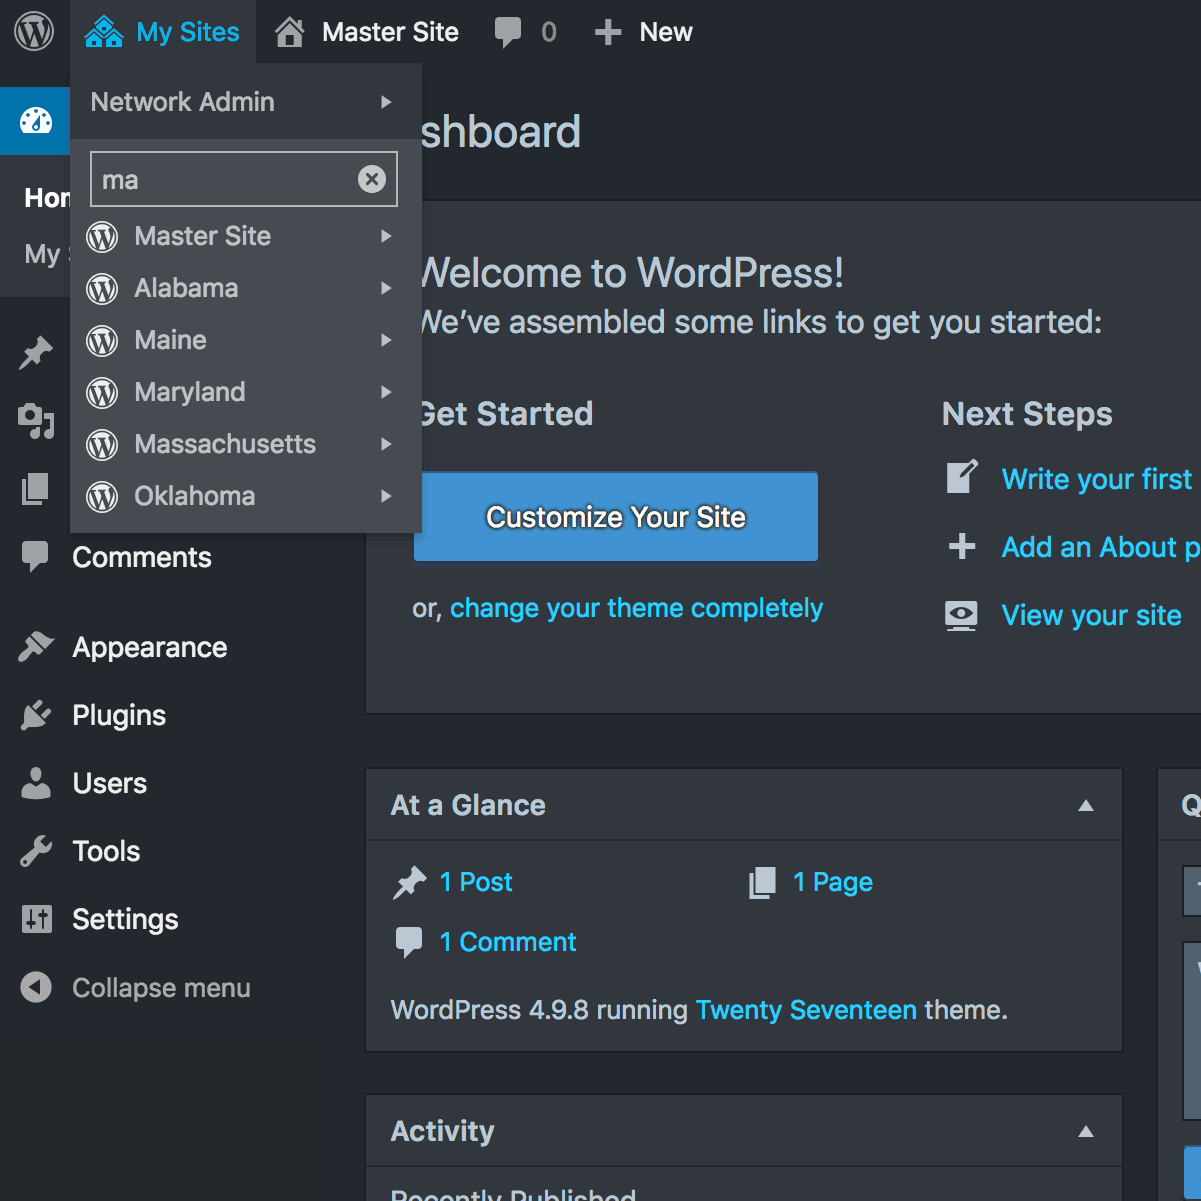 My Sites
Master Site
0
New
Network Admin
ma
Master Site
Alabama
Maine
Maryland
Massachusetts
Oklahoma
shboard
Hom
My
Comments
Appearance
Plugins
Users
Tools
Settings
Collapse menu
Welcome to WordPress!
We’ve assembled some links to get you started:
Get Started
Customize Your Site
or, change your theme completely
Next Steps
Write your first
Add an About p
View your site
At a Glance
1 Post
1 Page
1 Comment
WordPress 4.9.8 running Twenty Seventeen theme.
Activity
Recently Published
Q